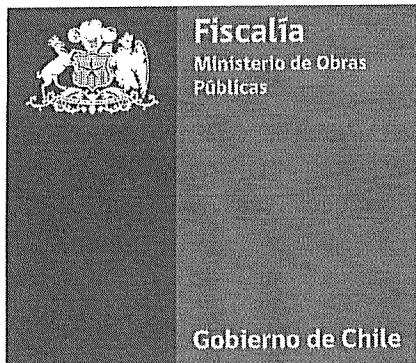 Fiscalía
Ministerio de Obras
Públicas
Gobierno de Chile